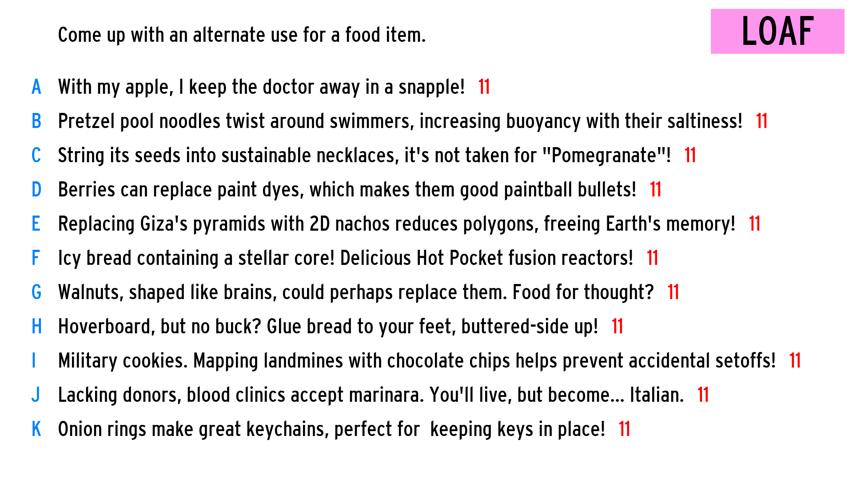 Come up with an alternate use for a food item.
LOAF
A With my apple, I keep the doctor away in a snapple! 11
B Pretzel pool noodles twist around swimmers, increasing buoyancy with their saltiness! 11
C String its seeds into sustainable necklaces, it's not taken for "Pomegranate"! 11
D Berries can replace paint dyes, which makes them good paintball bullets! 11
E Replacing Giza's pyramids with 2D nachos reduces polygons, freeing Earth's memory! 11
F Icy bread containing a stellar core! Delicious Hot Pocket fusion reactors! 11
G Walnuts, shaped like brains, could perhaps replace them. Food for thought? 11
H Hoverboard, but no buck? Glue bread to your feet, buttered-side up! 11
I Military cookies. Mapping landmines with chocolate chips helps prevent accidental setoffs! 11
J Lacking donors, blood clinics accept marinara. You'll live, but become... Italian. 11
K Onion rings make great keychains, perfect for  keeping keys in place! 11